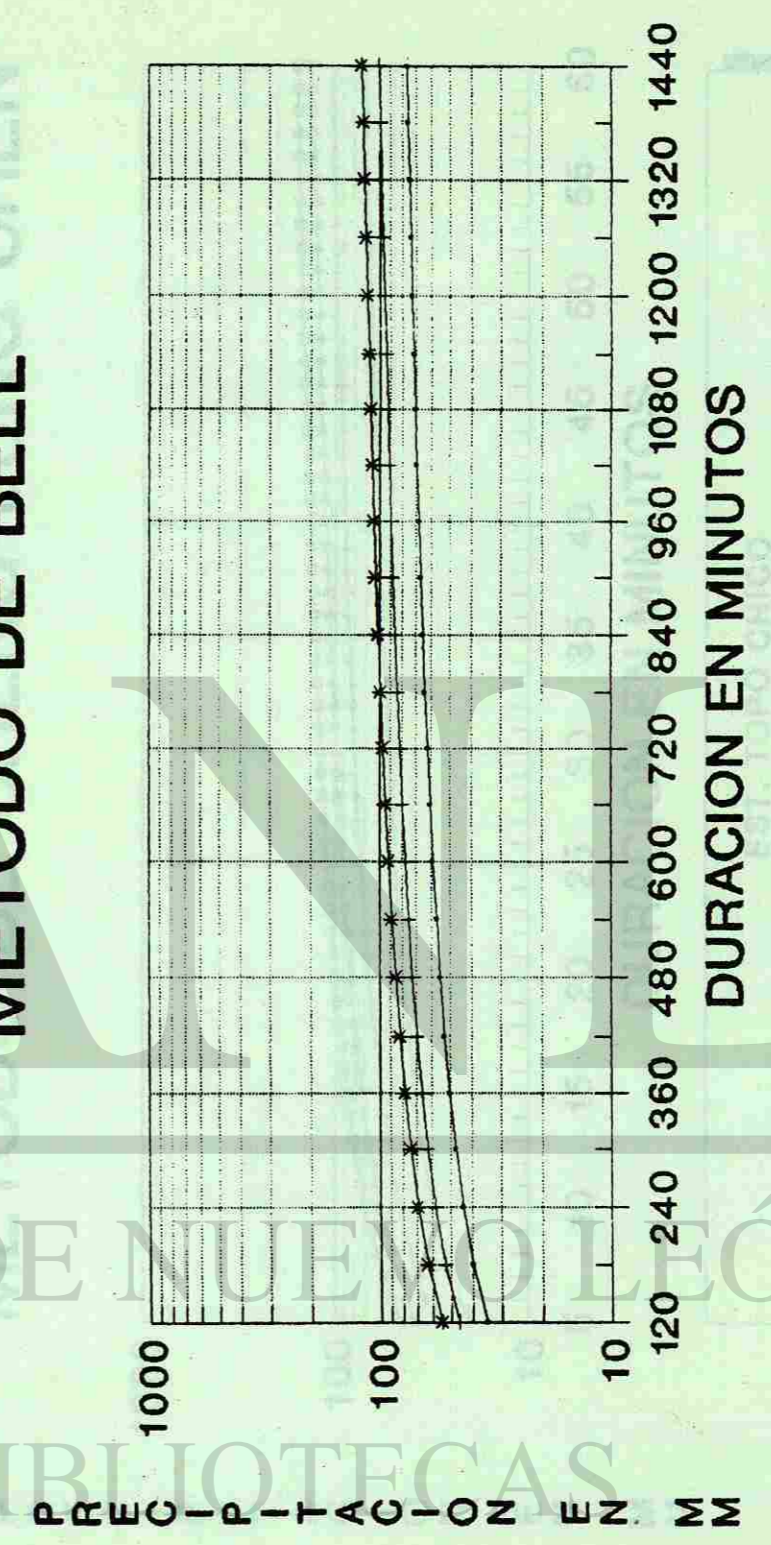 METODO DE BELL
PRECIPITACION EN MM
1000
100
10
120 240 360 480 600 720 840 960 1080 1200 1320 1440
DURACION EN MINUTOS
DE NUEVO LEÓ
BIBLIOTECAS